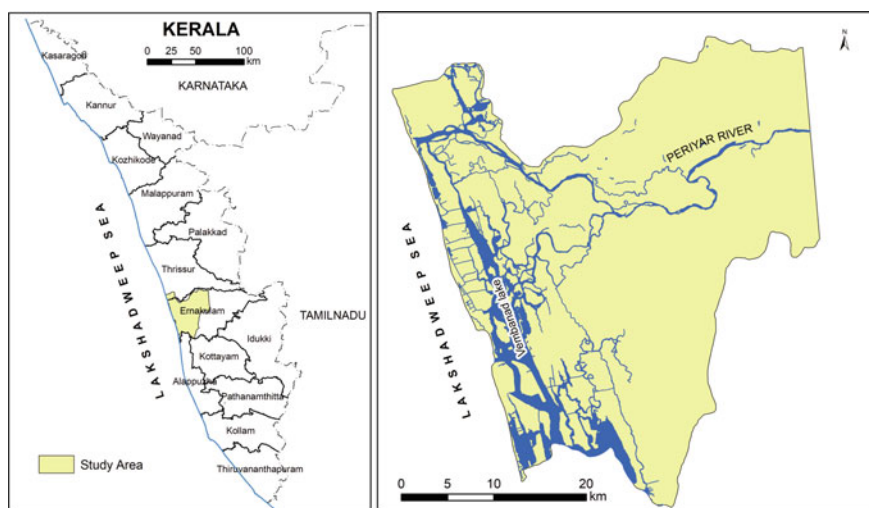 KERALA
0 25 50 100
km
Kasaragod
KARNATAKA
Kannur
Wayanad
Kozhikode
Malappuram
Palakkad
Thrissur
LAKSHADWEEP SEA
Ernakulam
TAMILNADU
Idukki
Kottayam
Alappuzha
Pathanamthitta
Kollam
Study Area
Thiruvananthapuram
N
PERIYAR RIVER
LAKSHADWEEP SEA
Vembanad lake
0 10 20
km